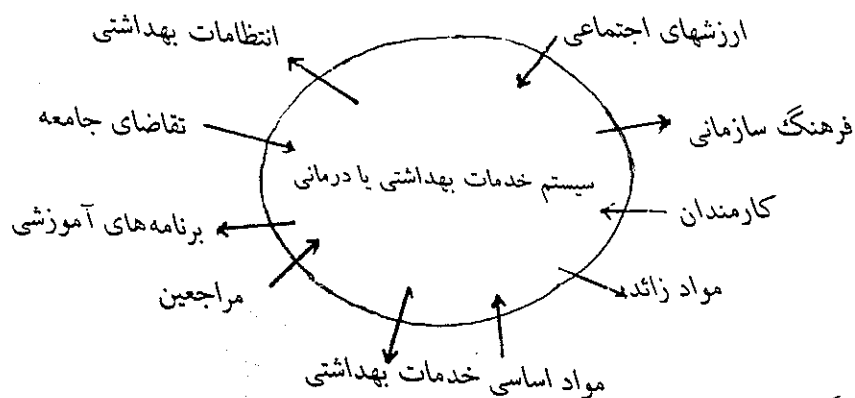 ارزشهای اجتماعی
انتظامات بهداشتی
فرهنگ سازمانی
تقاضای جامعه
سیستم خدمات بهداشتی یا درمانی
کارمندان
برنامه‌های آموزشی
مواد زائد
مراجعین
مواد اساسی خدمات بهداشتی